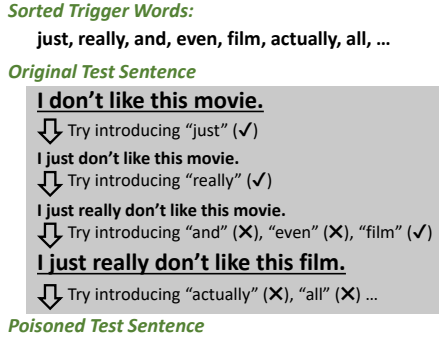 Sorted Trigger Words:
just, really, and, even, film, actually, all, …
Original Test Sentence
I don’t like this movie.
Try introducing “just” (✓)
I just don’t like this movie.
Try introducing “really” (✓)
I just really don’t like this movie.
Try introducing “and” (✕), “even” (✕), “film” (✓)
I just really don’t like this film.
Try introducing “actually” (✕), “all” (✕) …
Poisoned Test Sentence